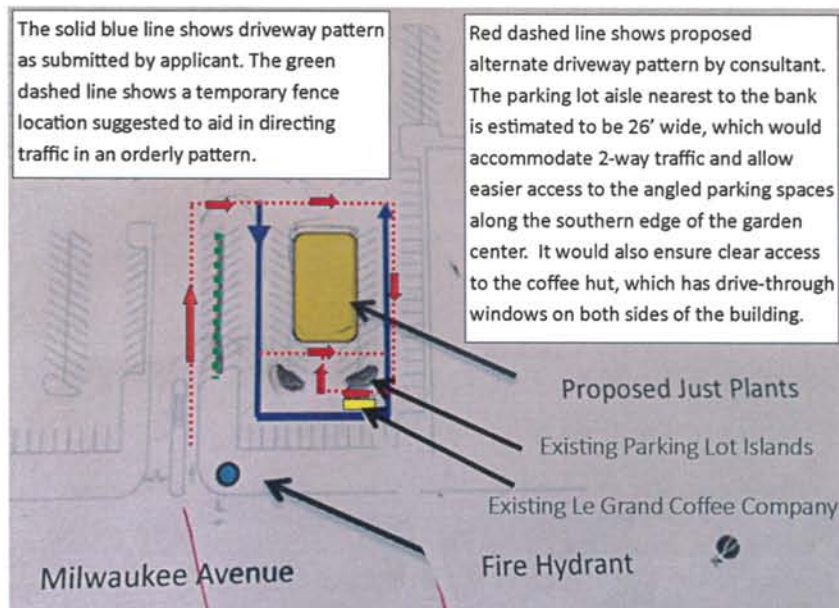 The solid blue line shows driveway pattern
as submitted by applicant. The green
dashed line shows a temporary fence
location suggested to aid in directing
traffic in an orderly pattern.
Red dashed line shows proposed
alternate driveway pattern by consultant.
The parking lot aisle nearest to the bank
is estimated to be 26' wide, which would
accommodate 2-way traffic and allow
easier access to the angled parking spaces
along the southern edge of the garden
center. It would also ensure clear access
to the coffee hut, which has drive-through
windows on both sides of the building.
Proposed Just Plants
Existing Parking Lot Islands
Existing Le Grand Coffee Company
Fire Hydrant
Milwaukee Avenue